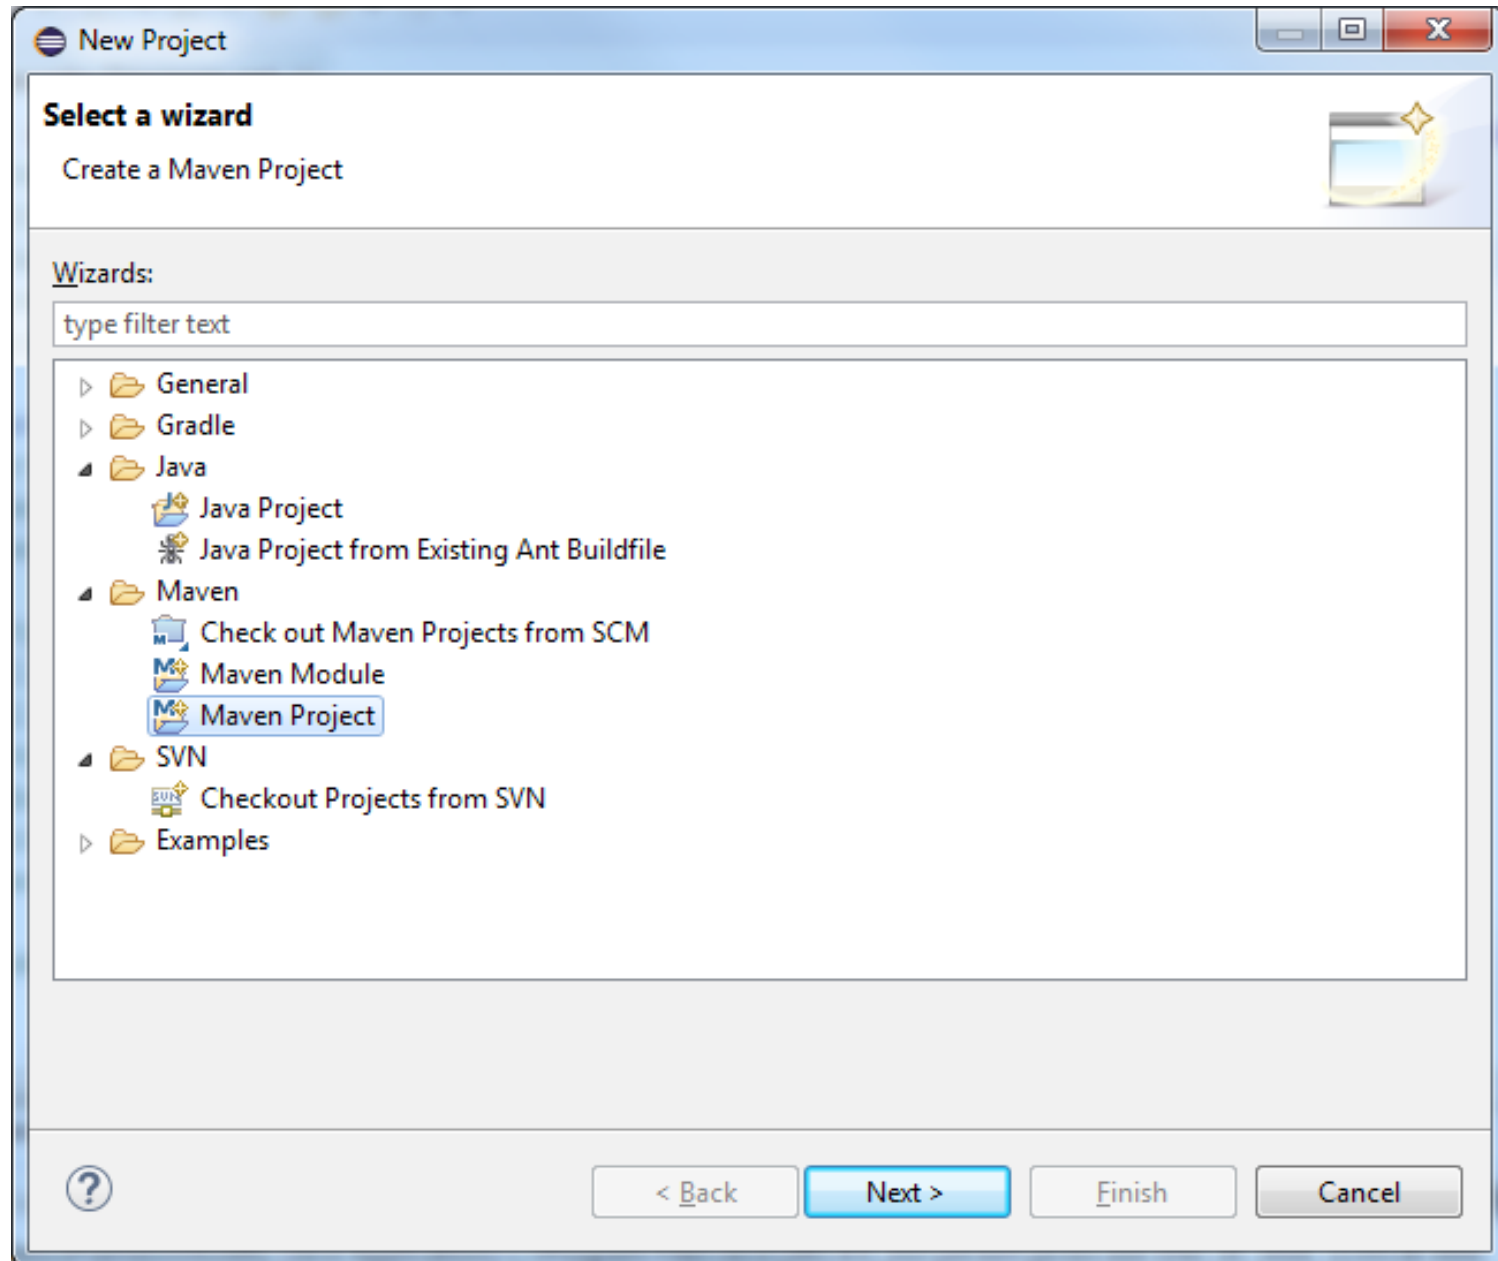 New Project
Select a wizard
Create a Maven Project
Wizards:
type filter text
General
Gradle
Java
Java Project
Java Project from Existing Ant Buildfile
Maven
Check out Maven Projects from SCM
Maven Module
Maven Project
SVN
Checkout Projects from SVN
Examples
< Back Next > Finish Cancel